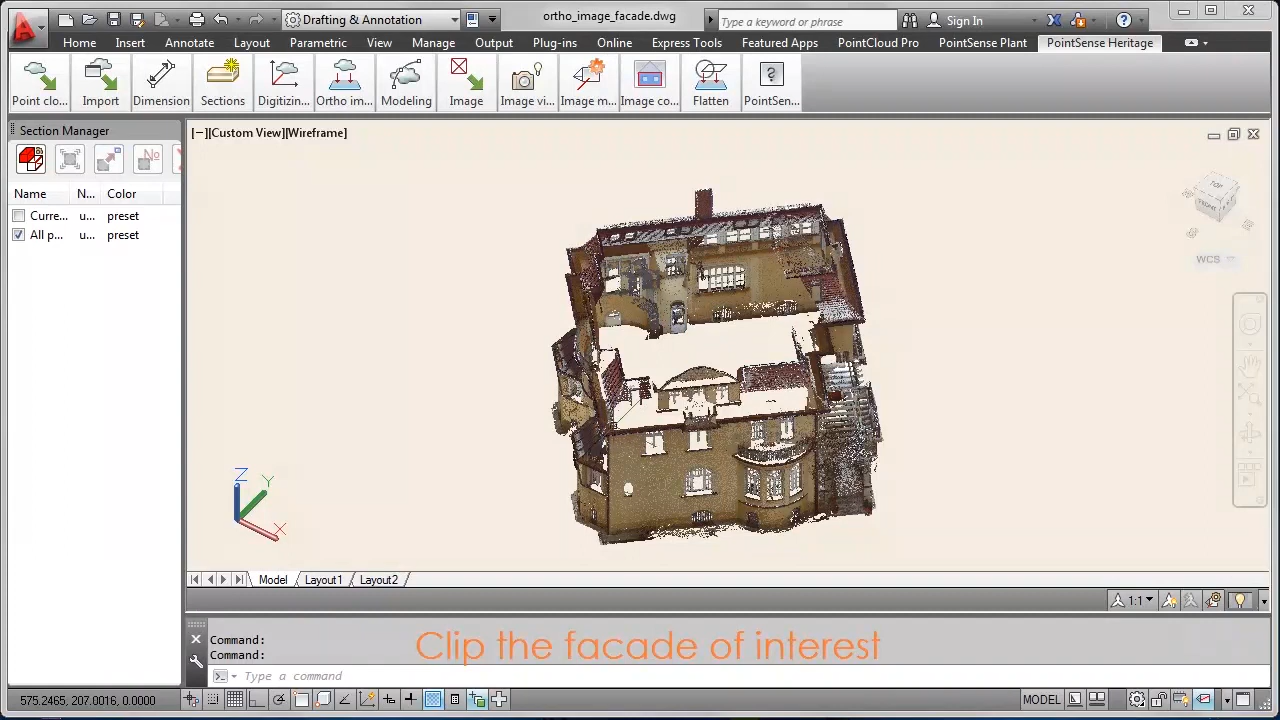 Drafting & Annotation
ortho_image_facade.dwg
Type a keyword or phrase
Sign In
Home Insert Annotate Layout Parametric View Manage Output Plug-ins Online Express Tools Featured Apps PointCloud Pro PointSense Plant PointSense Heritage
Point clo... Import Dimension Sections Digitizin... Ortho im... Modeling Image Image vi... Image m... Image co... Flatten PointSen...
Section Manager
[−][Custom View][Wireframe]
Name N... Color
Curre... u... preset
All p... u... preset
TOP
WCS
Z
Y
X
Model Layout1 Layout2
1:1
Command:
Command:
Clip the facade of interest
Type a command
575.2465, 207.0016, 0.0000
MODEL